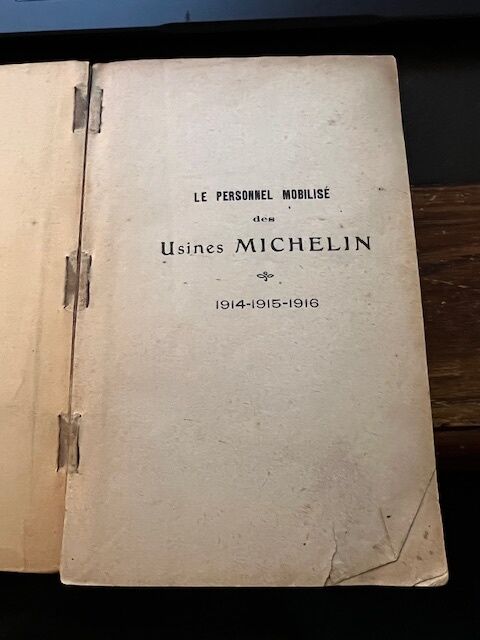 LE PERSONNEL MOBILISÉ
des
Usines MICHELIN
1914-1915-1916